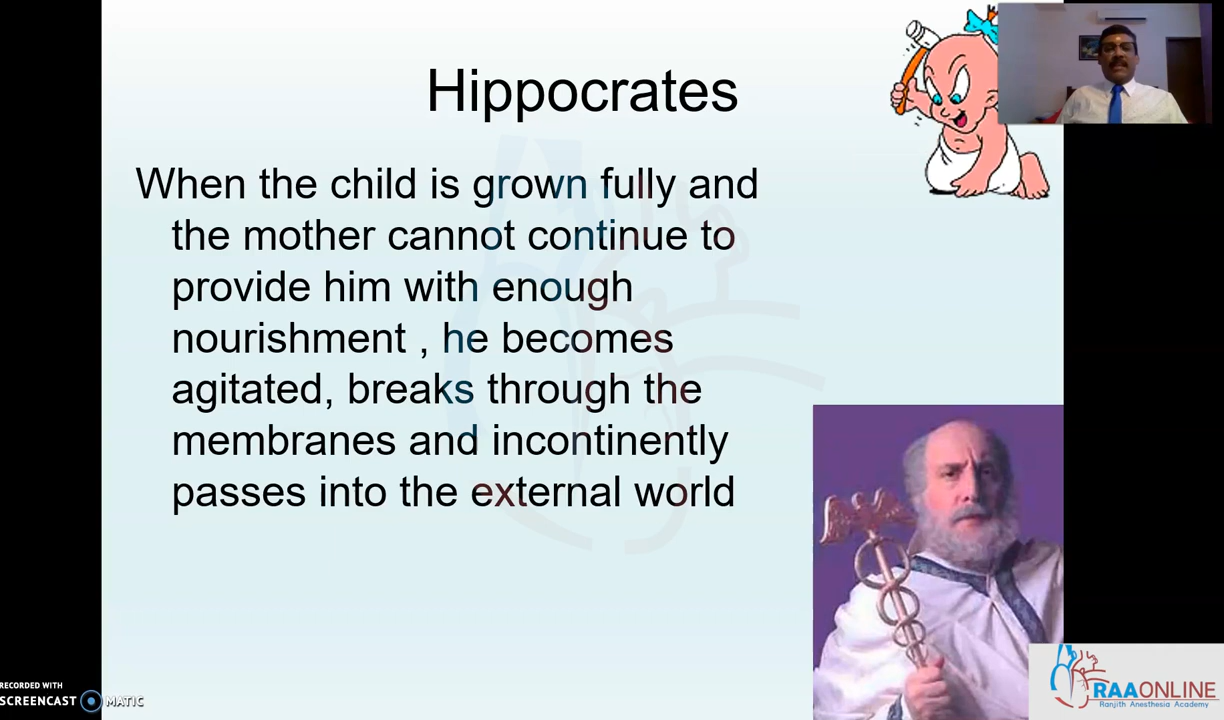 Hippocrates
When the child is grown fully and
the mother cannot continue to
provide him with enough
nourishment , he becomes
agitated, breaks through the
membranes and incontinently
passes into the external world
RECORDED WITH
SCREENCAST MATIC
RAAONLINE
Ranjith Anesthesia Academy